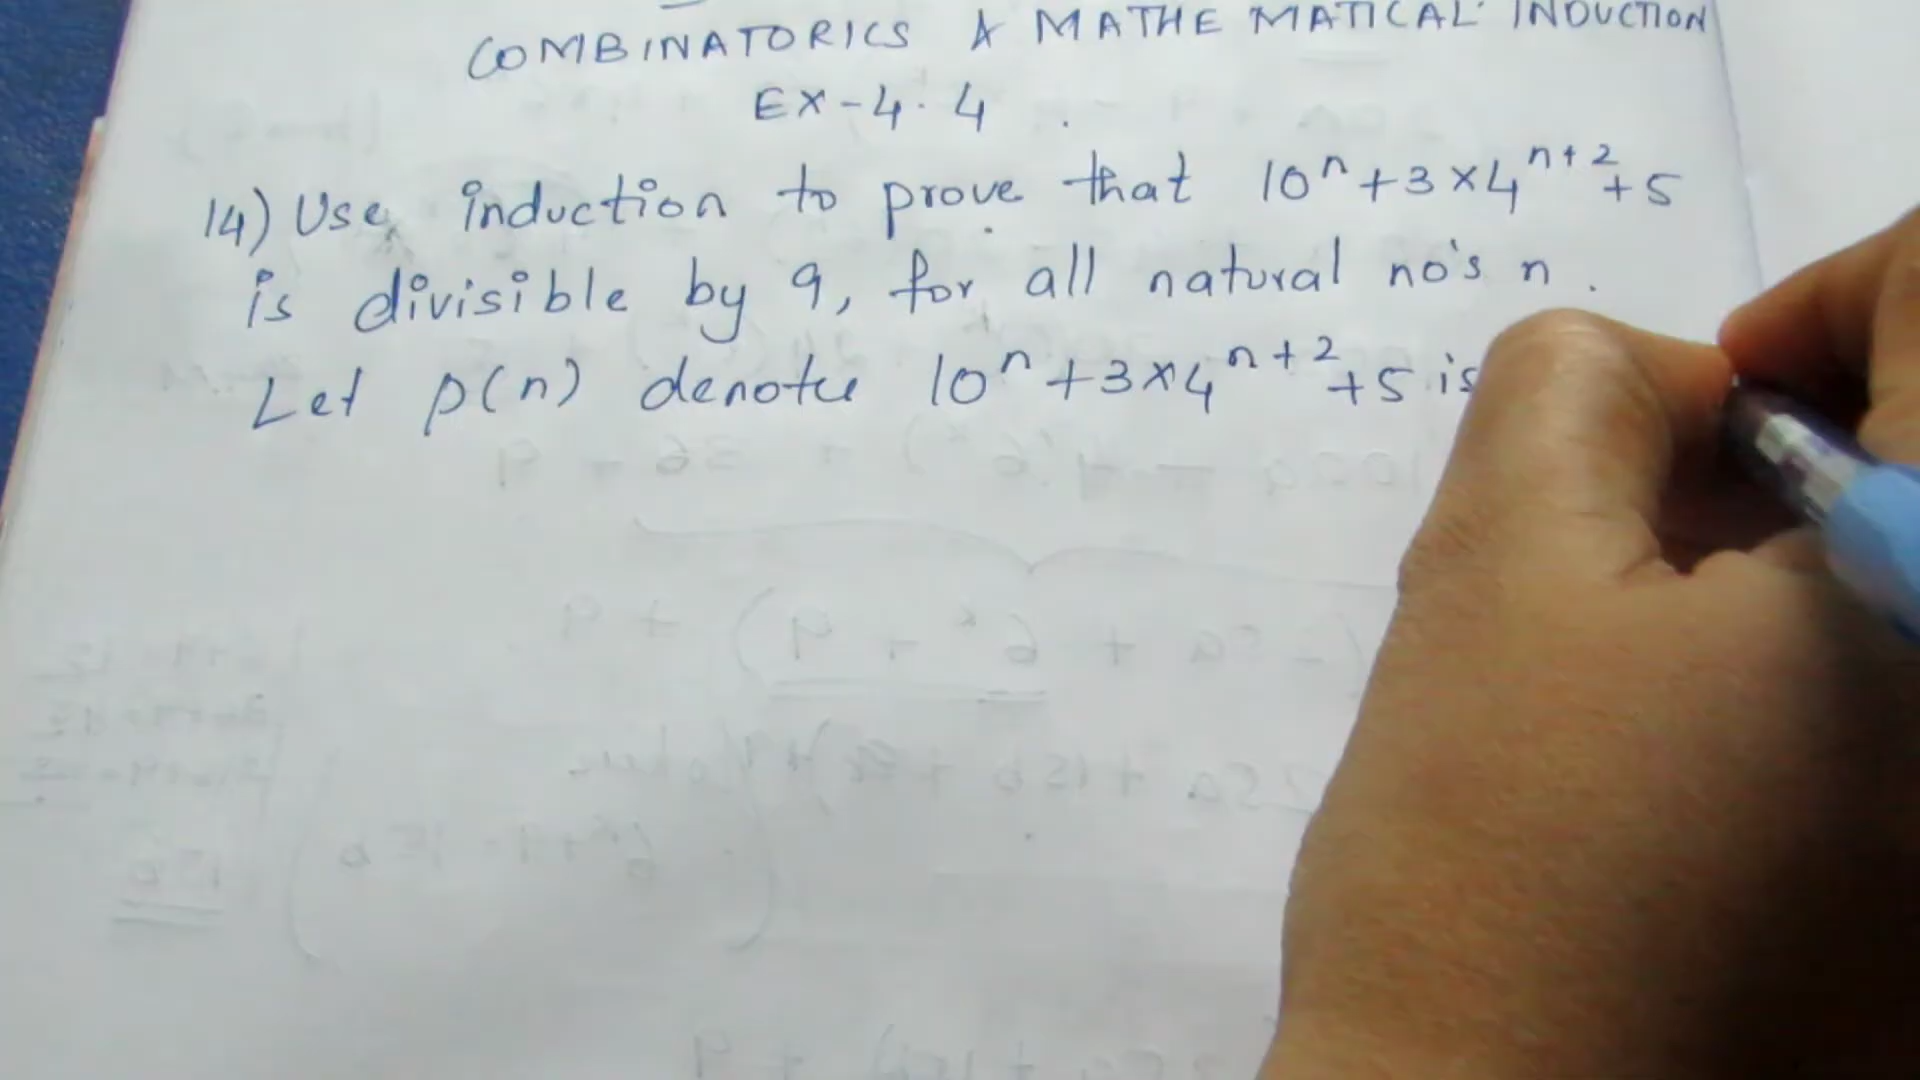 COMBINATORICS & MATHEMATICAL INDUCTION
EX-4.4.
14) Use induction to prove that 10ⁿ+3×4ⁿ⁺²+5
is divisible by 9, for all natural no's n.
Let p(n) denote 10ⁿ+3×4ⁿ⁺²+5 is